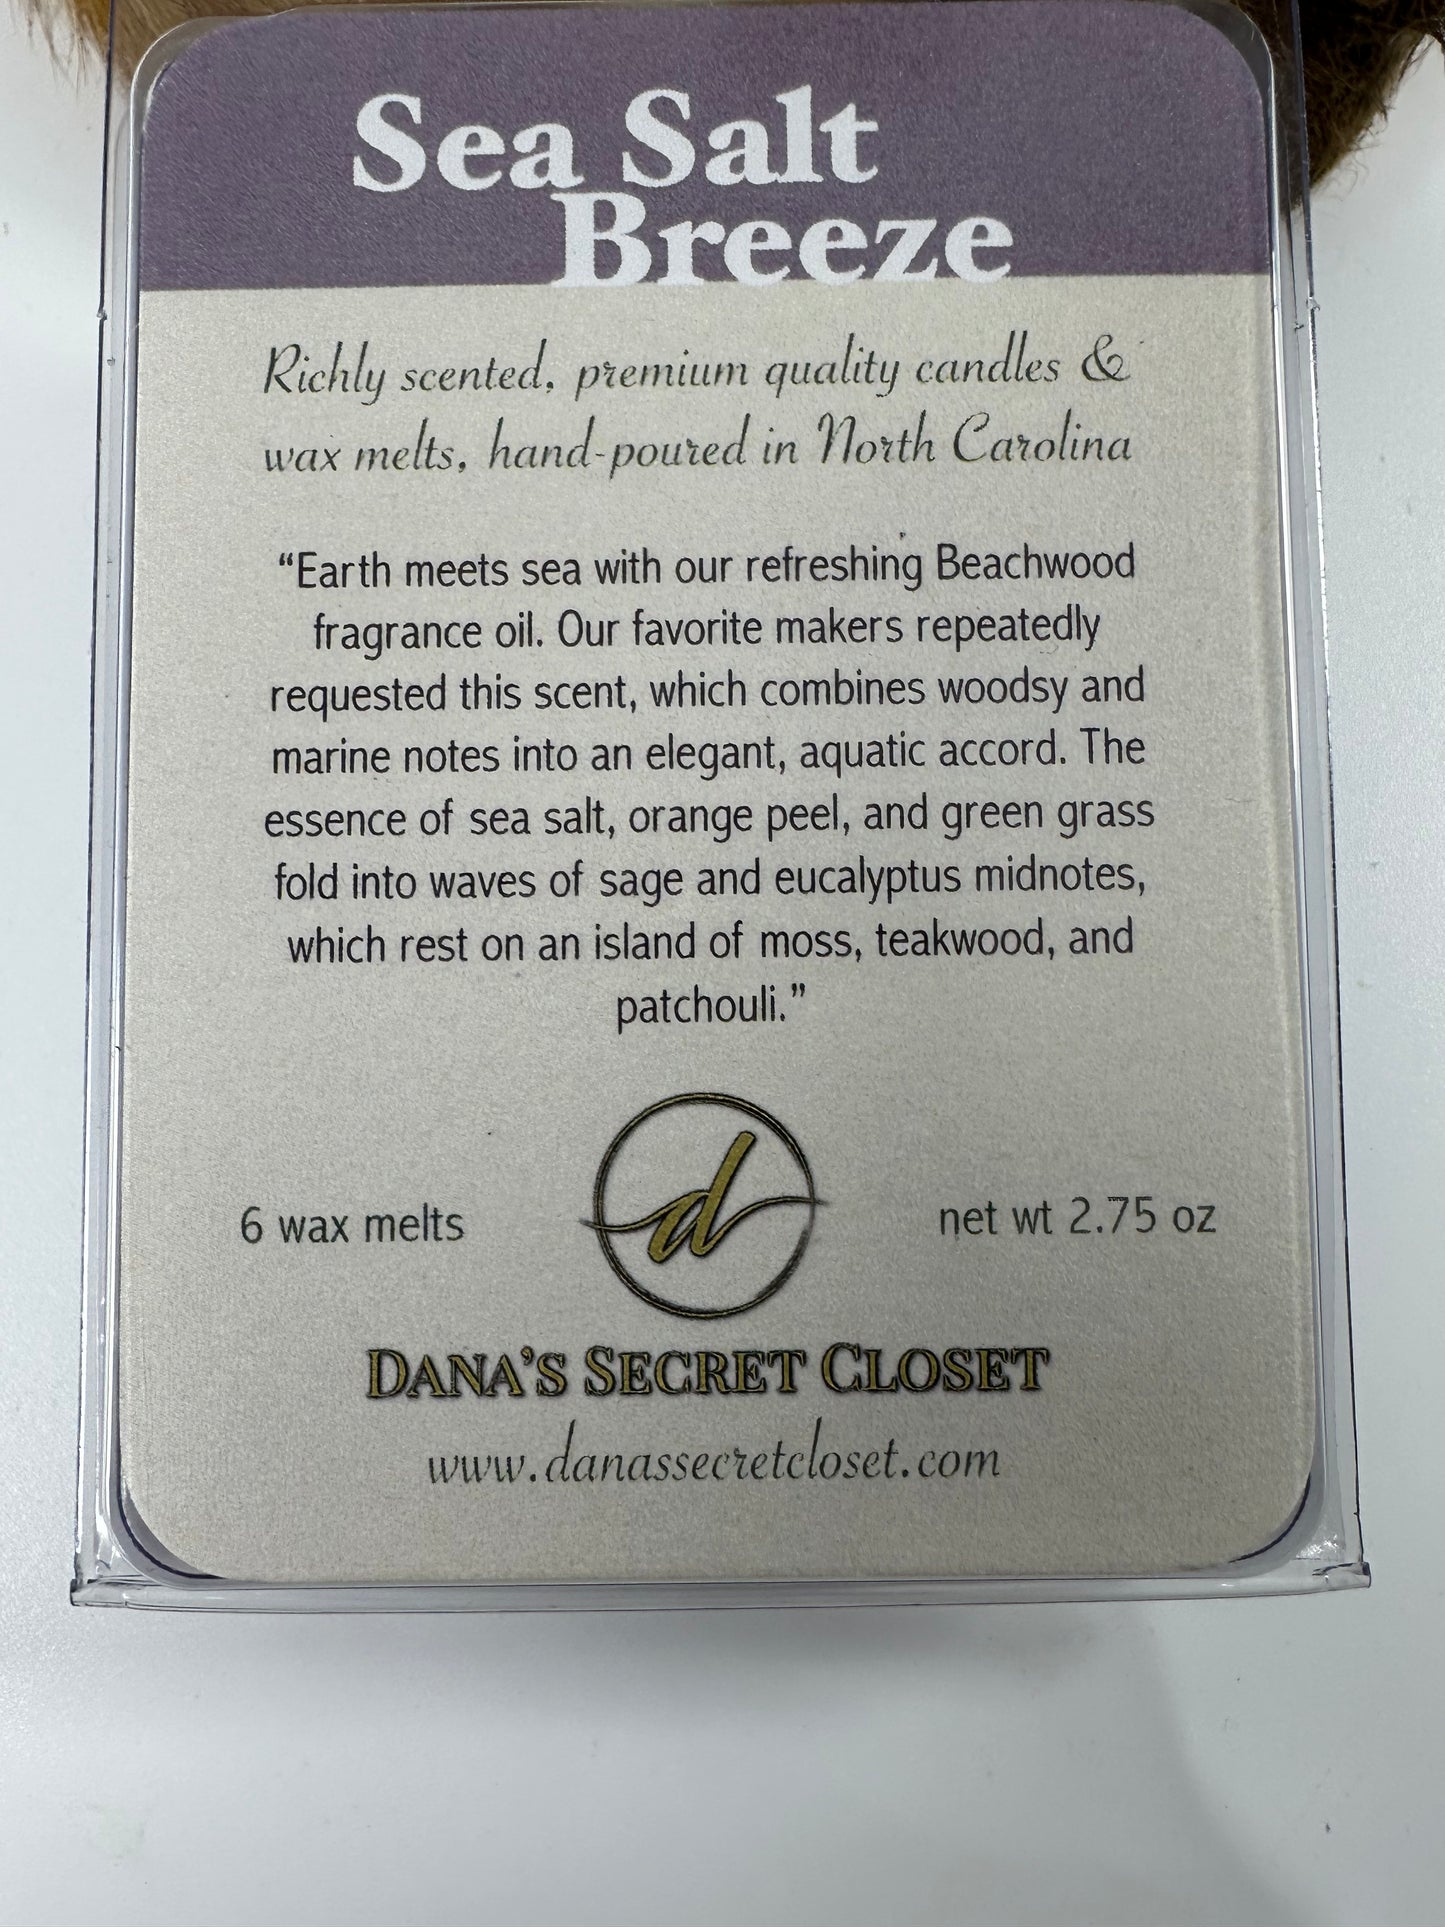 Sea Salt
Breeze
Richly scented, premium quality candles &
wax melts, hand-poured in North Carolina
“Earth meets sea with our refreshing Beachwood
fragrance oil. Our favorite makers repeatedly
requested this scent, which combines woodsy and
marine notes into an elegant, aquatic accord. The
essence of sea salt, orange peel, and green grass
fold into waves of sage and eucalyptus midnotes,
which rest on an island of moss, teakwood, and
patchouli.”
d
6 wax melts
net wt 2.75 oz
DANA’S SECRET CLOSET
www.danassecretcloset.com